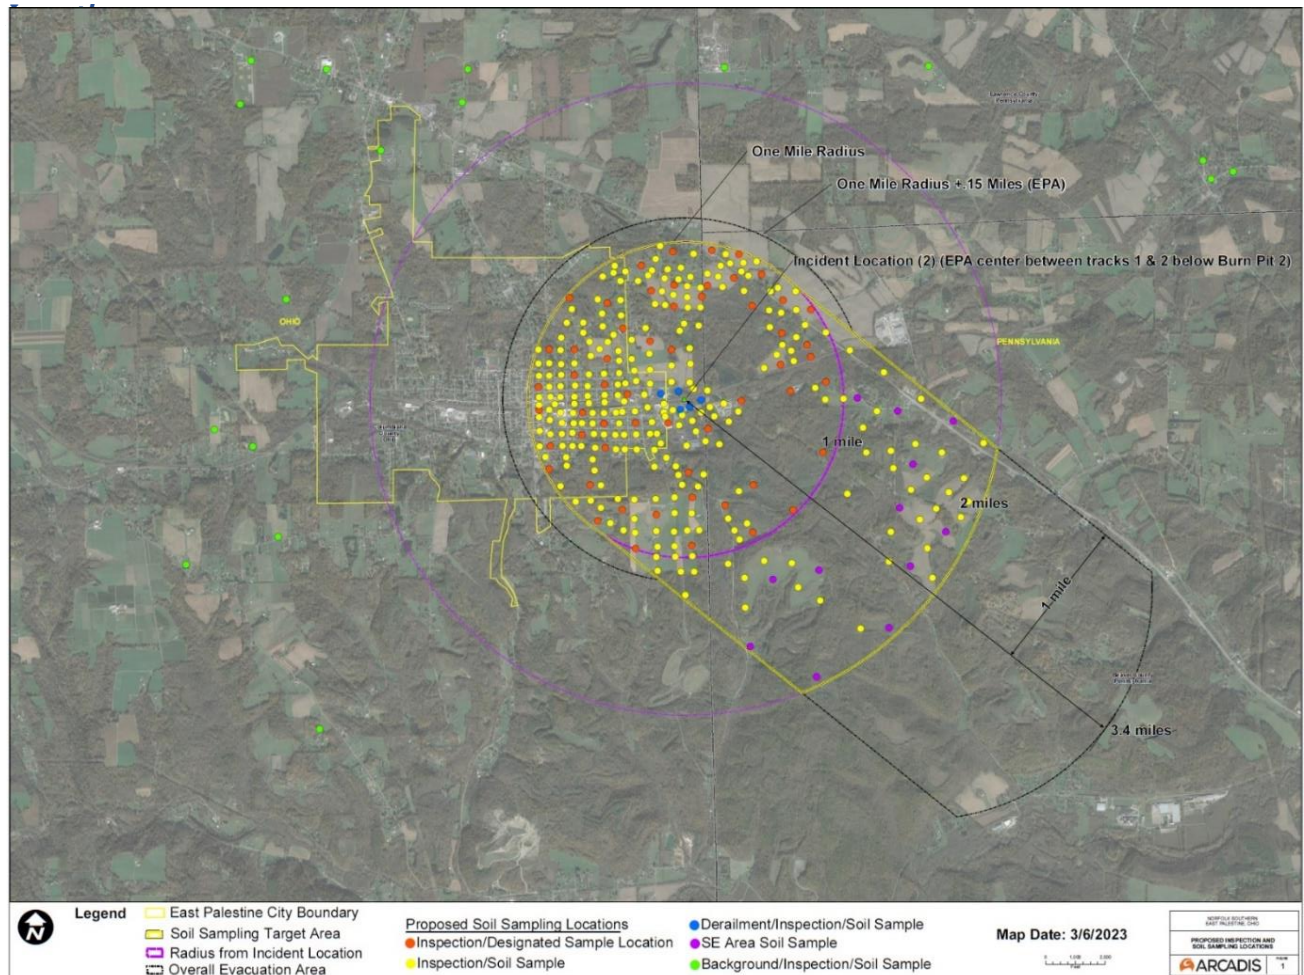 One Mile Radius
One Mile Radius +.15 Miles (EPA)
Incident Location (2) (EPA center between tracks 1 & 2 below Burn Pit 2)
OHIO
PENNSYLVANIA
1 mile
2 miles
1 mile
3.4 miles
Legend
East Palestine City Boundary
Soil Sampling Target Area
Radius from Incident Location
Overall Evacuation Area
Proposed Soil Sampling Locations
Inspection/Designated Sample Location
Inspection/Soil Sample
Derailment/Inspection/Soil Sample
SE Area Soil Sample
Background/Inspection/Soil Sample
Map Date: 3/6/2023
NORFOLK SOUTHERN
EAST PALESTINE, OHIO
PROPOSED INSPECTION AND
SOIL SAMPLING LOCATIONS
ARCADIS
FIGURE
1
N